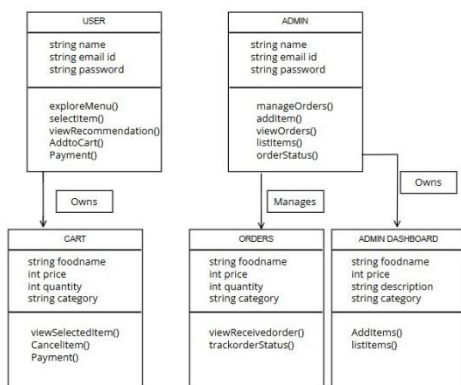 USER
string name
string email id
string password
exploreMenu()
selectItem()
viewRecommendation()
AddtoCart()
Payment()
ADMIN
string name
string email id
string password
manageOrders()
addItem()
viewOrders()
listItems()
orderStatus()
Owns
Manages
Owns
CART
string foodname
int price
int quantity
string category
viewSelectedItem()
CancelItem()
Payment()
ORDERS
string foodname
int price
int quantity
string category
viewReceivedorder()
trackorderStatus()
ADMIN DASHBOARD
string foodname
int price
string description
string category
AddItems()
listItems()